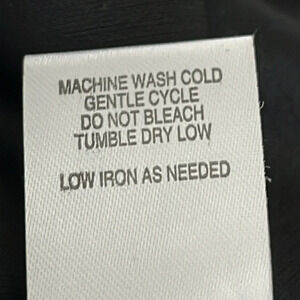 MACHINE WASH COLD
GENTLE CYCLE
DO NOT BLEACH
TUMBLE DRY LOW
LOW IRON AS NEEDED